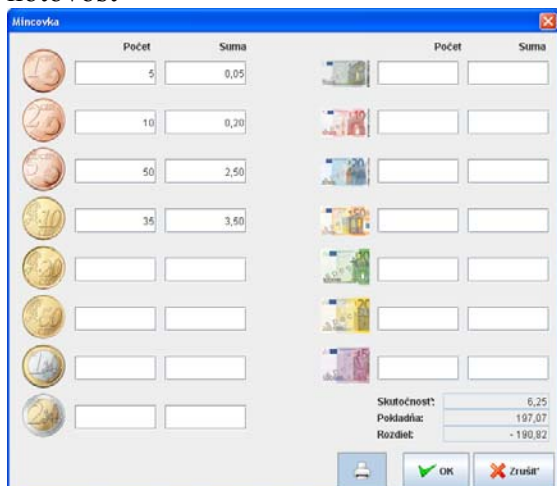 hotovosť
Mincovka
Počet Suma Počet Suma
5 0,05
10 0,20
50 2,50
35 3,50
Skutočnosť: 6,25
Pokladňa: 197,07
Rozdiel: - 190,82
OK Zrušiť